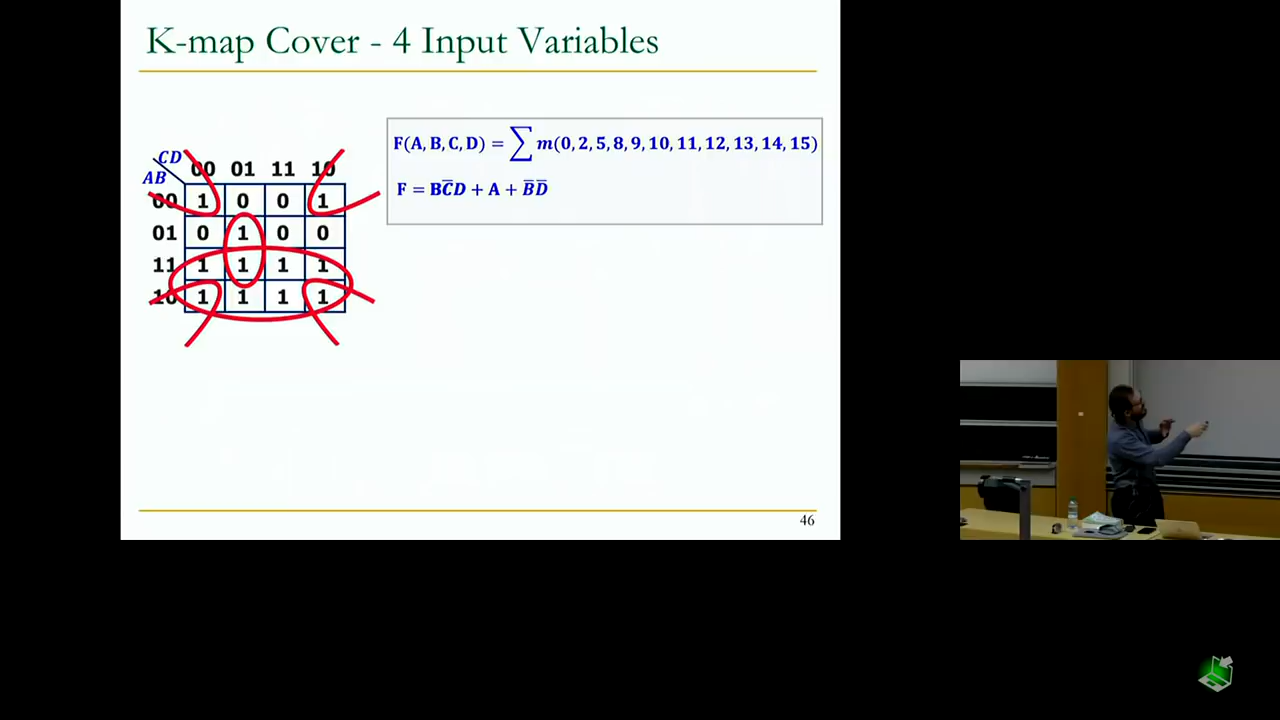 K-map Cover - 4 Input Variables
F(A, B, C, D) = ∑ m(0, 2, 5, 8, 9, 10, 11, 12, 13, 14, 15)
F = BC̅D + A + B̅D̅
CD
AB
00 01 11 10
00 1 0 0 1
01 0 1 0 0
11 1 1 1 1
10 1 1 1 1
46